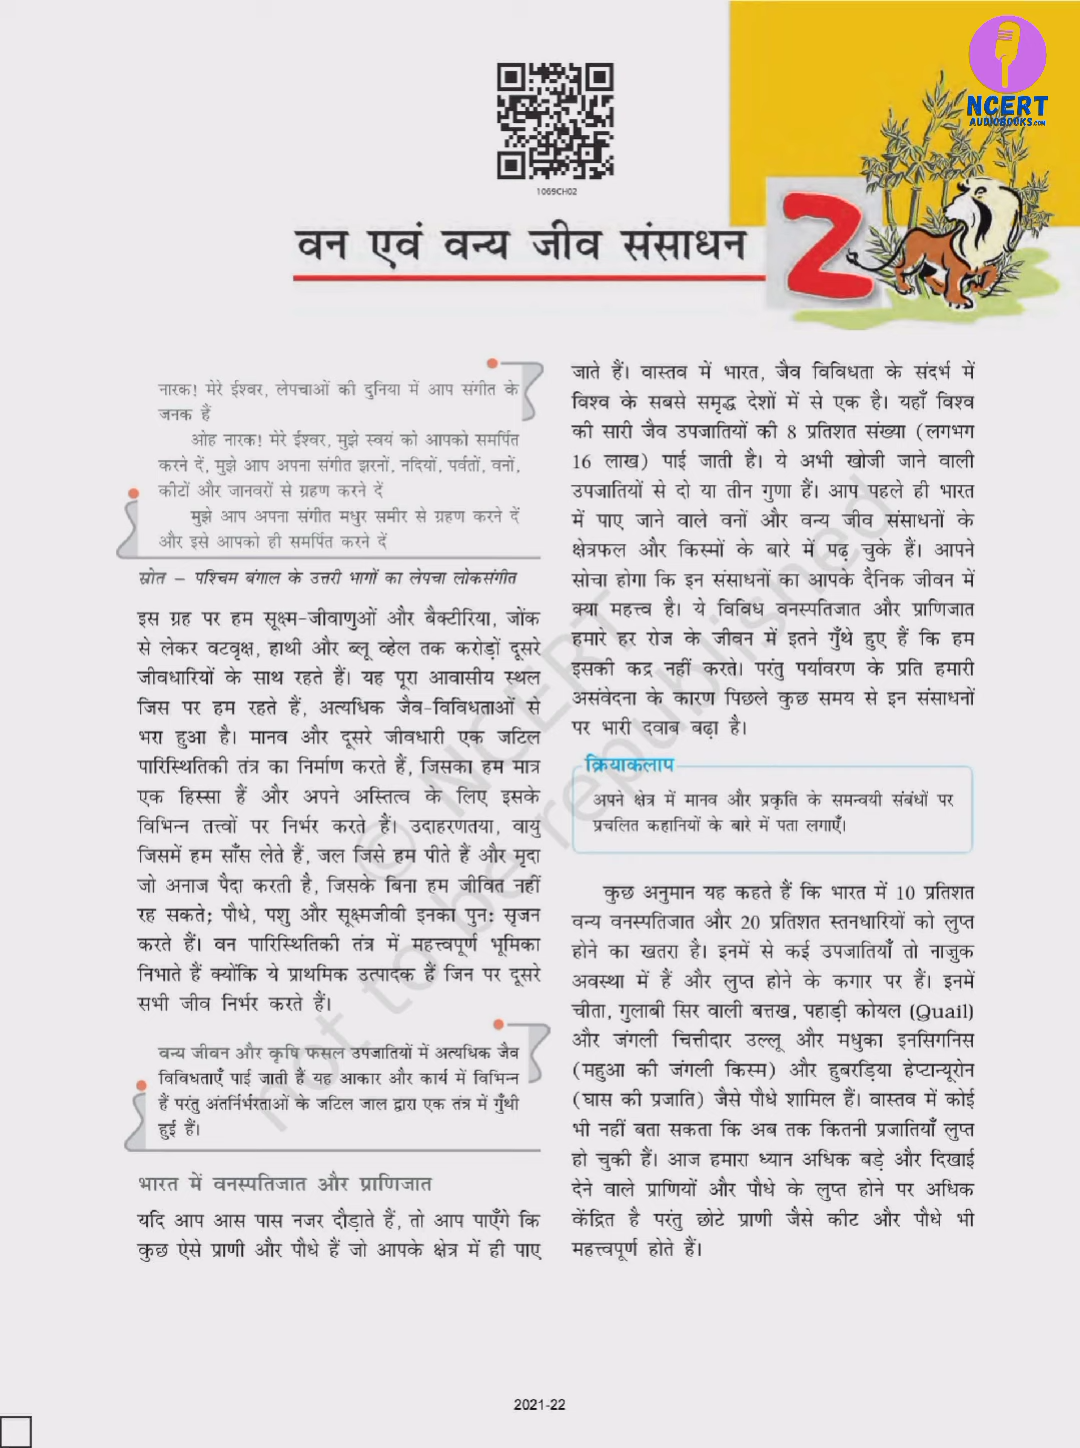 NCERT
AUDIOBOOKS.COM
1069CH02
वन एवं वन्य जीव संसाधन
2
नारक! मेरे ईश्वर, लेपचाओं की दुनिया में आप संगीत के
जनक हैं
ओह नारक! मेरे ईश्वर, मुझे स्वयं को आपको समर्पित
करने दें, मुझे आप अपना संगीत झरनों, नदियों, पर्वतों, वनों,
कीटों और जानवरों से ग्रहण करने दें
मुझे आप अपना संगीत मधुर समीर से ग्रहण करने दें
और इसे आपको ही समर्पित करने दें
स्रोत – पश्चिम बंगाल के उत्तरी भागों का लेपचा लोकसंगीत
इस ग्रह पर हम सूक्ष्म-जीवाणुओं और बैक्टीरिया, जोंक
से लेकर वटवृक्ष, हाथी और ब्लू व्हेल तक करोड़ों दूसरे
जीवधारियों के साथ रहते हैं। यह पूरा आवासीय स्थल
जिस पर हम रहते हैं, अत्यधिक जैव-विविधताओं से
भरा हुआ है। मानव और दूसरे जीवधारी एक जटिल
पारिस्थितिकी तंत्र का निर्माण करते हैं, जिसका हम मात्र
एक हिस्सा हैं और अपने अस्तित्व के लिए इसके
विभिन्न तत्त्वों पर निर्भर करते हैं। उदाहरणतया, वायु
जिसमें हम साँस लेते हैं, जल जिसे हम पीते हैं और मृदा
जो अनाज पैदा करती है, जिसके बिना हम जीवित नहीं
रह सकते; पौधे, पशु और सूक्ष्मजीवी इनका पुन: सृजन
करते हैं। वन पारिस्थितिकी तंत्र में महत्त्वपूर्ण भूमिका
निभाते हैं क्योंकि ये प्राथमिक उत्पादक हैं जिन पर दूसरे
सभी जीव निर्भर करते हैं।
वन्य जीवन और कृषि फसल उपजातियों में अत्यधिक जैव
विविधताएँ पाई जाती हैं यह आकार और कार्य में विभिन्न
हैं परंतु अंतर्निर्भरताओं के जटिल जाल द्वारा एक तंत्र में गुँथी
हुई हैं।
भारत में वनस्पतिजात और प्राणिजात
यदि आप आस पास नजर दौड़ाते हैं, तो आप पाएँगे कि
कुछ ऐसे प्राणी और पौधे हैं जो आपके क्षेत्र में ही पाए
जाते हैं। वास्तव में भारत, जैव विविधता के संदर्भ में
विश्व के सबसे समृद्ध देशों में से एक है। यहाँ विश्व
की सारी जैव उपजातियों की 8 प्रतिशत संख्या (लगभग
16 लाख) पाई जाती है। ये अभी खोजी जाने वाली
उपजातियों से दो या तीन गुणा हैं। आप पहले ही भारत
में पाए जाने वाले वनों और वन्य जीव संसाधनों के
क्षेत्रफल और किस्मों के बारे में पढ़ चुके हैं। आपने
सोचा होगा कि इन संसाधनों का आपके दैनिक जीवन में
क्या महत्त्व है। ये विविध वनस्पतिजात और प्राणिजात
हमारे हर रोज के जीवन में इतने गुँथे हुए हैं कि हम
इसकी कद्र नहीं करते। परंतु पर्यावरण के प्रति हमारी
असंवेदना के कारण पिछले कुछ समय से इन संसाधनों
पर भारी दवाब बढ़ा है।
क्रियाकलाप
अपने क्षेत्र में मानव और प्रकृति के समन्वयी संबंधों पर
प्रचलित कहानियों के बारे में पता लगाएँ।
कुछ अनुमान यह कहते हैं कि भारत में 10 प्रतिशत
वन्य वनस्पतिजात और 20 प्रतिशत स्तनधारियों को लुप्त
होने का खतरा है। इनमें से कई उपजातियाँ तो नाजुक
अवस्था में हैं और लुप्त होने के कगार पर हैं। इनमें
चीता, गुलाबी सिर वाली बत्तख, पहाड़ी कोयल (Quail)
और जंगली चित्तीदार उल्लू और मधुका इनसिगनिस
(महुआ की जंगली किस्म) और हुबरड़िया हेप्टान्यूरोन
(घास की प्रजाति) जैसे पौधे शामिल हैं। वास्तव में कोई
भी नहीं बता सकता कि अब तक कितनी प्रजातियाँ लुप्त
हो चुकी हैं। आज हमारा ध्यान अधिक बड़े और दिखाई
देने वाले प्राणियों और पौधे के लुप्त होने पर अधिक
केंद्रित है परंतु छोटे प्राणी जैसे कीट और पौधे भी
महत्त्वपूर्ण होते हैं।
© NCERT
not to be republished
2021-22